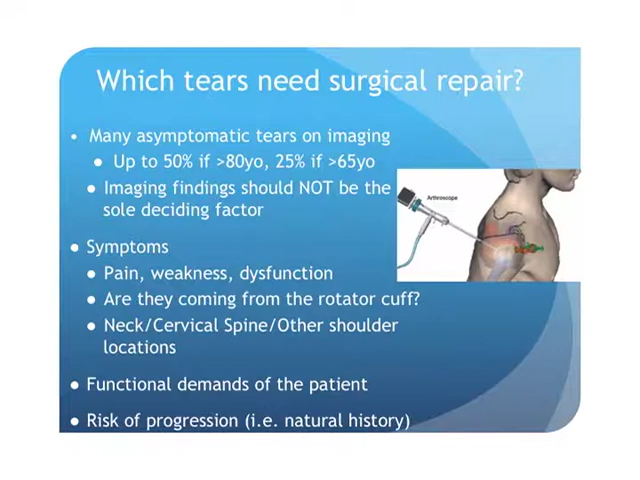 Which tears need surgical repair?
• Many asymptomatic tears on imaging
● Up to 50% if >80yo, 25% if >65yo
● Imaging findings should NOT be the
sole deciding factor
Arthroscope
● Symptoms
● Pain, weakness, dysfunction
● Are they coming from the rotator cuff?
● Neck/Cervical Spine/Other shoulder
locations
● Functional demands of the patient
● Risk of progression (i.e. natural history)